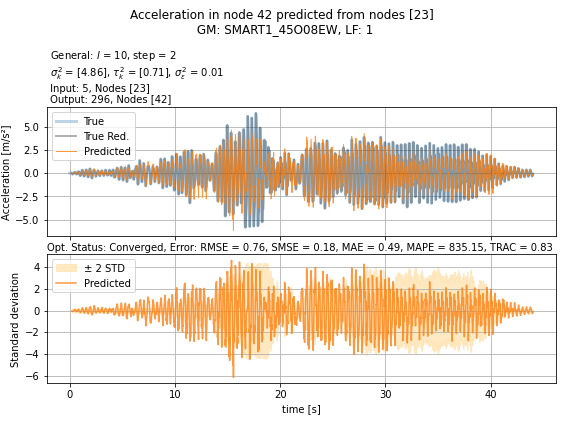 Acceleration in node 42 predicted from nodes [23]
GM: SMART1_45O08EW, LF: 1
General: l = 10, step = 2
σ²ₖ = [4.86], τ²ₖ = [0.71], σ²ε = 0.01
Input: 5, Nodes [23]
Output: 296, Nodes [42]
True
True Red.
Predicted
Acceleration [m/s²]
5.0
2.5
0.0
−2.5
−5.0
Opt. Status: Converged, Error: RMSE = 0.76, SMSE = 0.18, MAE = 0.49, MAPE = 835.15, TRAC = 0.83
± 2 STD
Predicted
Standard deviation
4
2
0
−2
−4
−6
0 10 20 30 40
time [s]